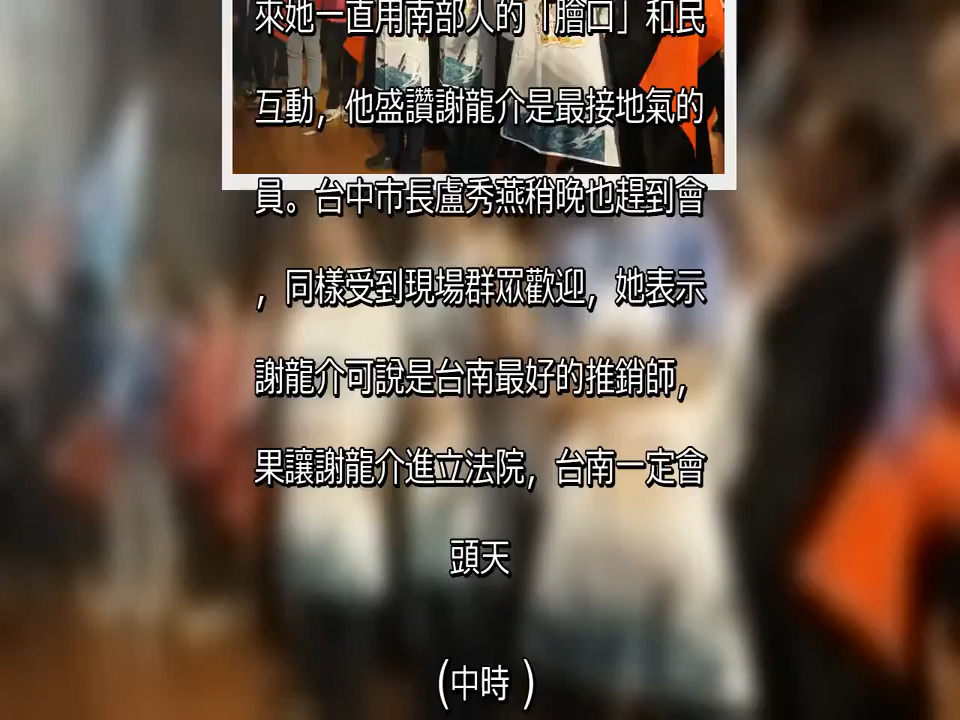 來她一直用南部人的「膾口」和民
互動，他盛讚謝龍介是最接地氣的
員。台中市長盧秀燕稍晚也趕到會
，同樣受到現場群眾歡迎，她表示
謝龍介可說是台南最好的推銷師，
果讓謝龍介進立法院，台南一定會
頭天
(中時 )